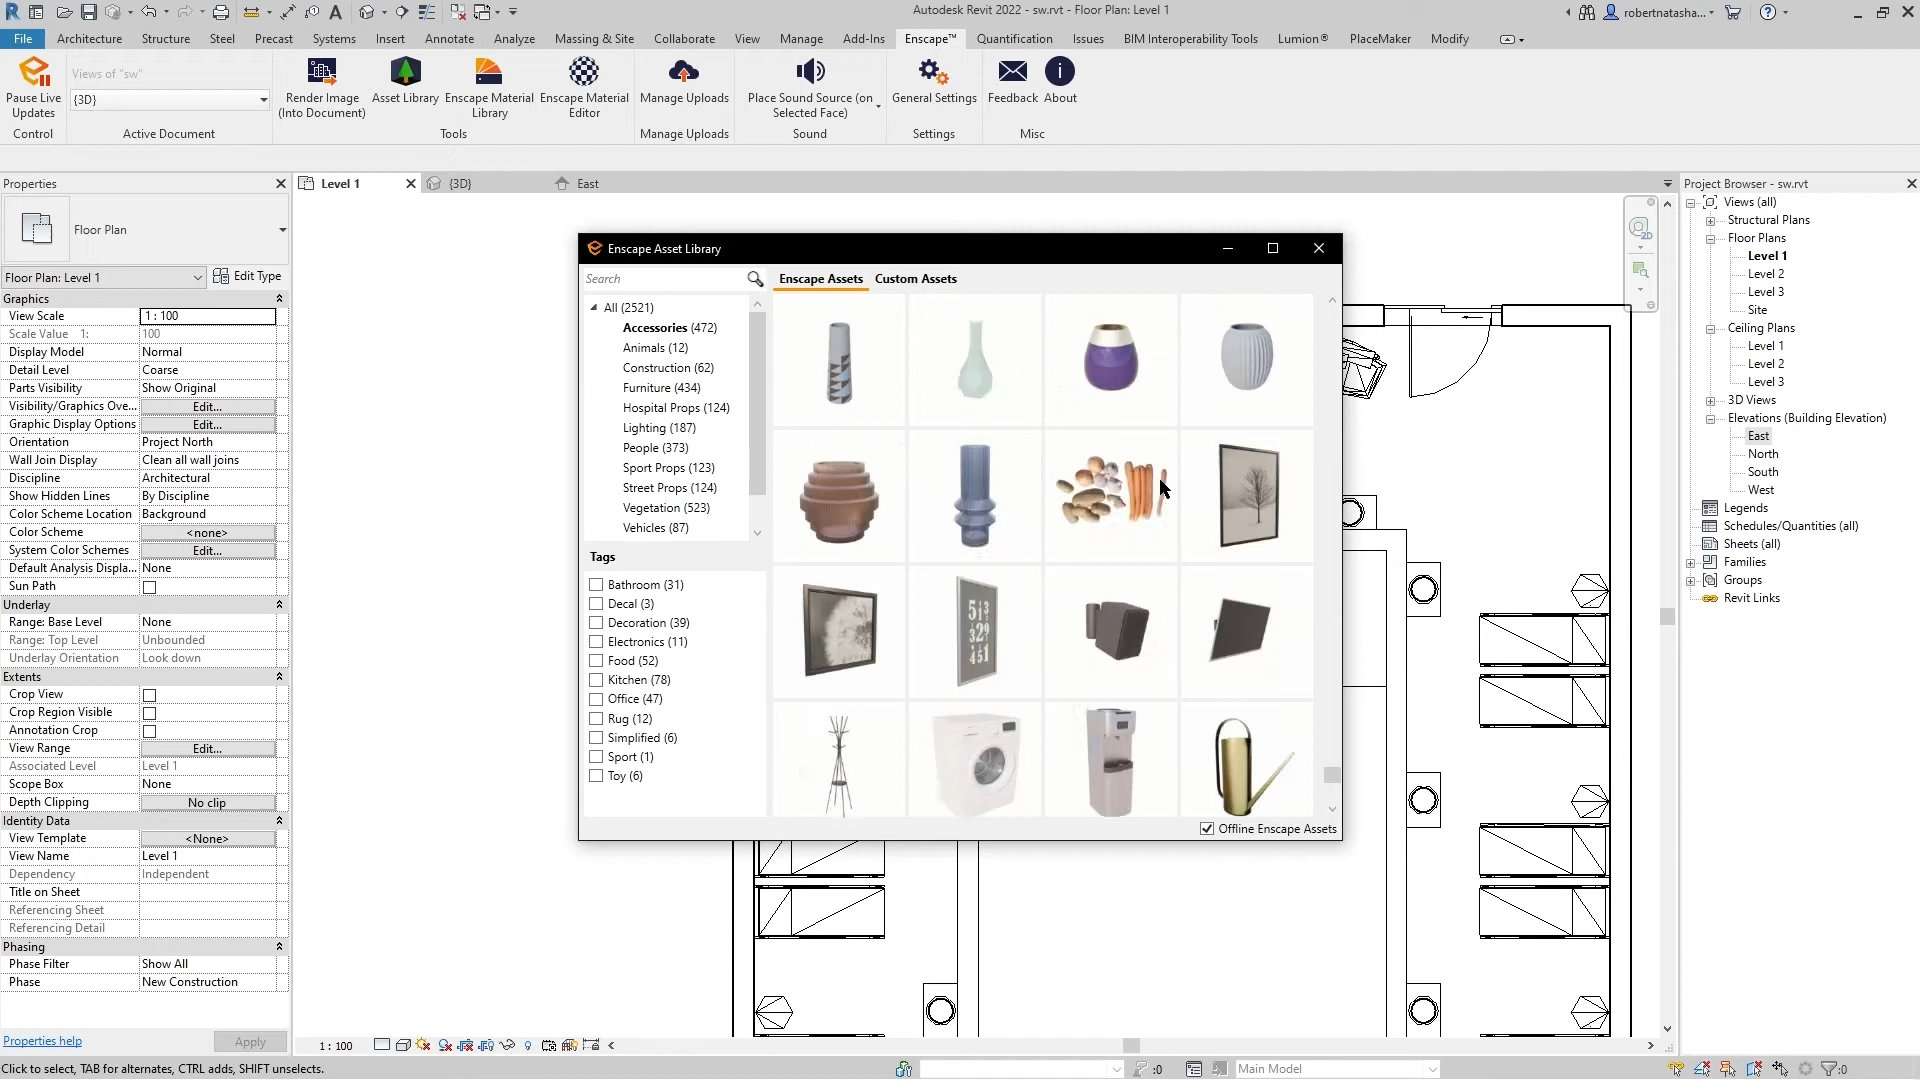 Autodesk Revit 2022 - sw.rvt - Floor Plan: Level 1
robertnatasha...
File Architecture Structure Steel Precast Systems Insert Annotate Analyze Massing & Site Collaborate View Manage Add-Ins Enscape™ Quantification Issues BIM Interoperability Tools Lumion® PlaceMaker Modify
Pause Live Updates
Control
Views of "sw"
{3D}
Active Document
Render Image (Into Document)
Asset Library
Enscape Material Library
Enscape Material Editor
Tools
Manage Uploads
Manage Uploads
Place Sound Source (on Selected Face)
Sound
General Settings
Settings
Feedback
About
Misc
Properties
Floor Plan
Floor Plan: Level 1
Edit Type
Graphics
View Scale 1 : 100
Scale Value 1: 100
Display Model Normal
Detail Level Coarse
Parts Visibility Show Original
Visibility/Graphics Ove... Edit...
Graphic Display Options Edit...
Orientation Project North
Wall Join Display Clean all wall joins
Discipline Architectural
Show Hidden Lines By Discipline
Color Scheme Location Background
Color Scheme <none>
System Color Schemes Edit...
Default Analysis Displa... None
Sun Path
Underlay
Range: Base Level None
Range: Top Level Unbounded
Underlay Orientation Look down
Extents
Crop View
Crop Region Visible
Annotation Crop
View Range Edit...
Associated Level Level 1
Scope Box None
Depth Clipping No clip
Identity Data
View Template <None>
View Name Level 1
Dependency Independent
Title on Sheet
Referencing Sheet
Referencing Detail
Phasing
Phase Filter Show All
Phase New Construction
Properties help
Apply
Level 1
{3D}
East
2D
Enscape Asset Library
Search
Enscape Assets
Custom Assets
All (2521)
Accessories (472)
Animals (12)
Construction (62)
Furniture (434)
Hospital Props (124)
Lighting (187)
People (373)
Sport Props (123)
Street Props (124)
Vegetation (523)
Vehicles (87)
Tags
Bathroom (31)
Decal (3)
Decoration (39)
Electronics (11)
Food (52)
Kitchen (78)
Office (47)
Rug (12)
Simplified (6)
Sport (1)
Toy (6)
Offline Enscape Assets
Project Browser - sw.rvt
Views (all)
Structural Plans
Floor Plans
Level 1
Level 2
Level 3
Site
Ceiling Plans
Level 1
Level 2
Level 3
3D Views
Elevations (Building Elevation)
East
North
South
West
Legends
Schedules/Quantities (all)
Sheets (all)
Families
Groups
Revit Links
1 : 100
Click to select, TAB for alternates, CTRL adds, SHIFT unselects.
:0
Main Model
:0